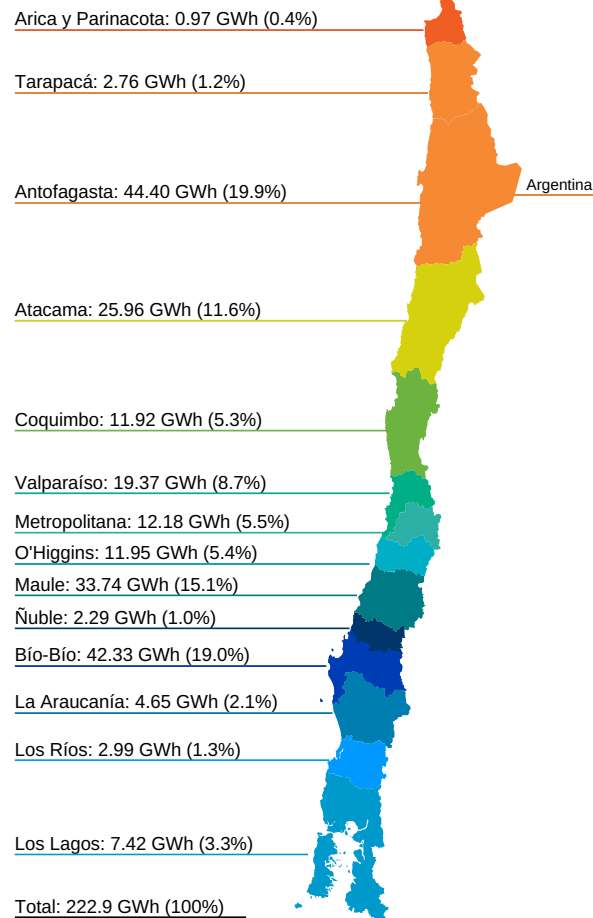 Arica y Parinacota: 0.97 GWh (0.4%)
Tarapacá: 2.76 GWh (1.2%)
Antofagasta: 44.40 GWh (19.9%)
Argentina
Atacama: 25.96 GWh (11.6%)
Coquimbo: 11.92 GWh (5.3%)
Valparaíso: 19.37 GWh (8.7%)
Metropolitana: 12.18 GWh (5.5%)
O'Higgins: 11.95 GWh (5.4%)
Maule: 33.74 GWh (15.1%)
Ñuble: 2.29 GWh (1.0%)
Bío-Bío: 42.33 GWh (19.0%)
La Araucanía: 4.65 GWh (2.1%)
Los Ríos: 2.99 GWh (1.3%)
Los Lagos: 7.42 GWh (3.3%)
Total: 222.9 GWh (100%)